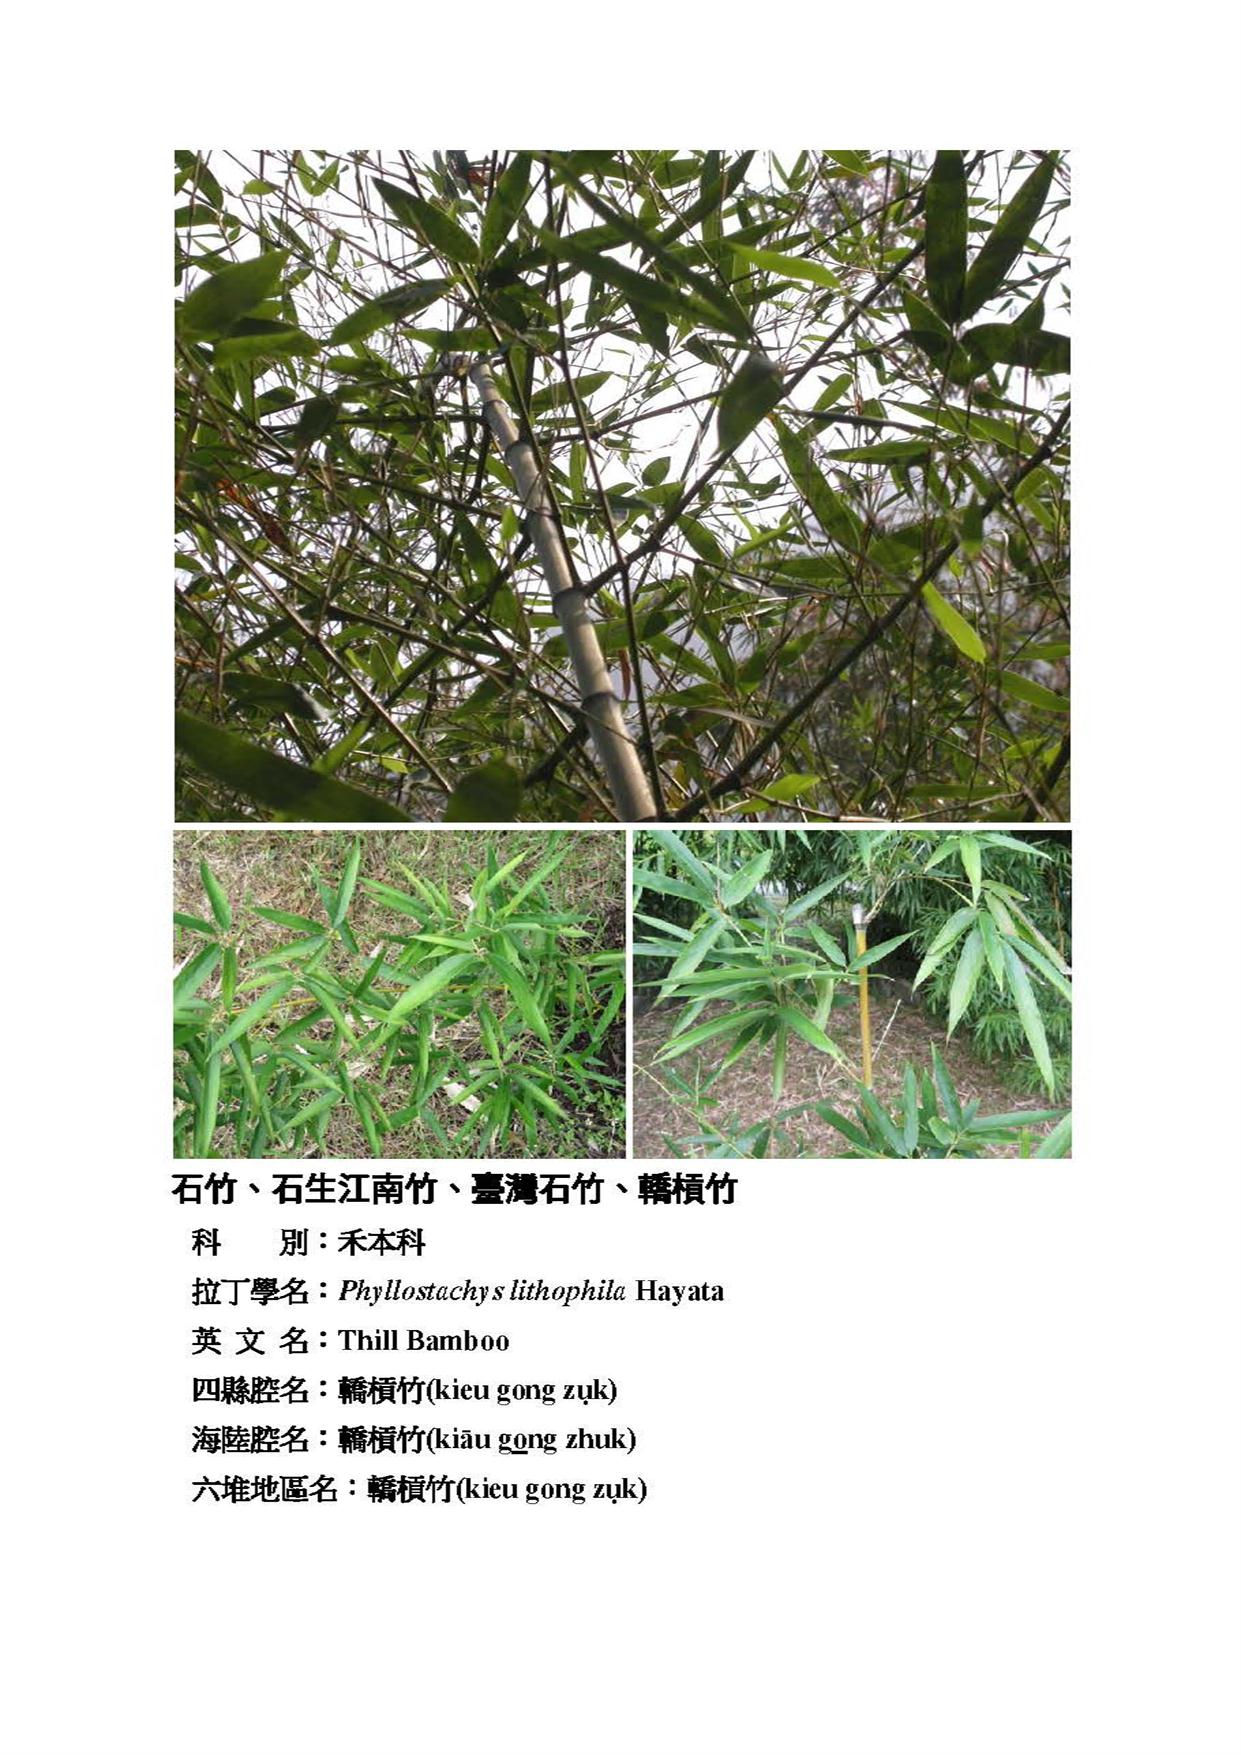 石竹、石生江南竹、臺灣石竹、轎槓竹
科　　別：禾本科
拉丁學名：Phyllostachys lithophila Hayata
英 文 名：Thill Bamboo
四縣腔名：轎槓竹(kieu gong zụk)
海陸腔名：轎槓竹(kiāu gong zhuk)
六堆地區名：轎槓竹(kieu gong zụk)